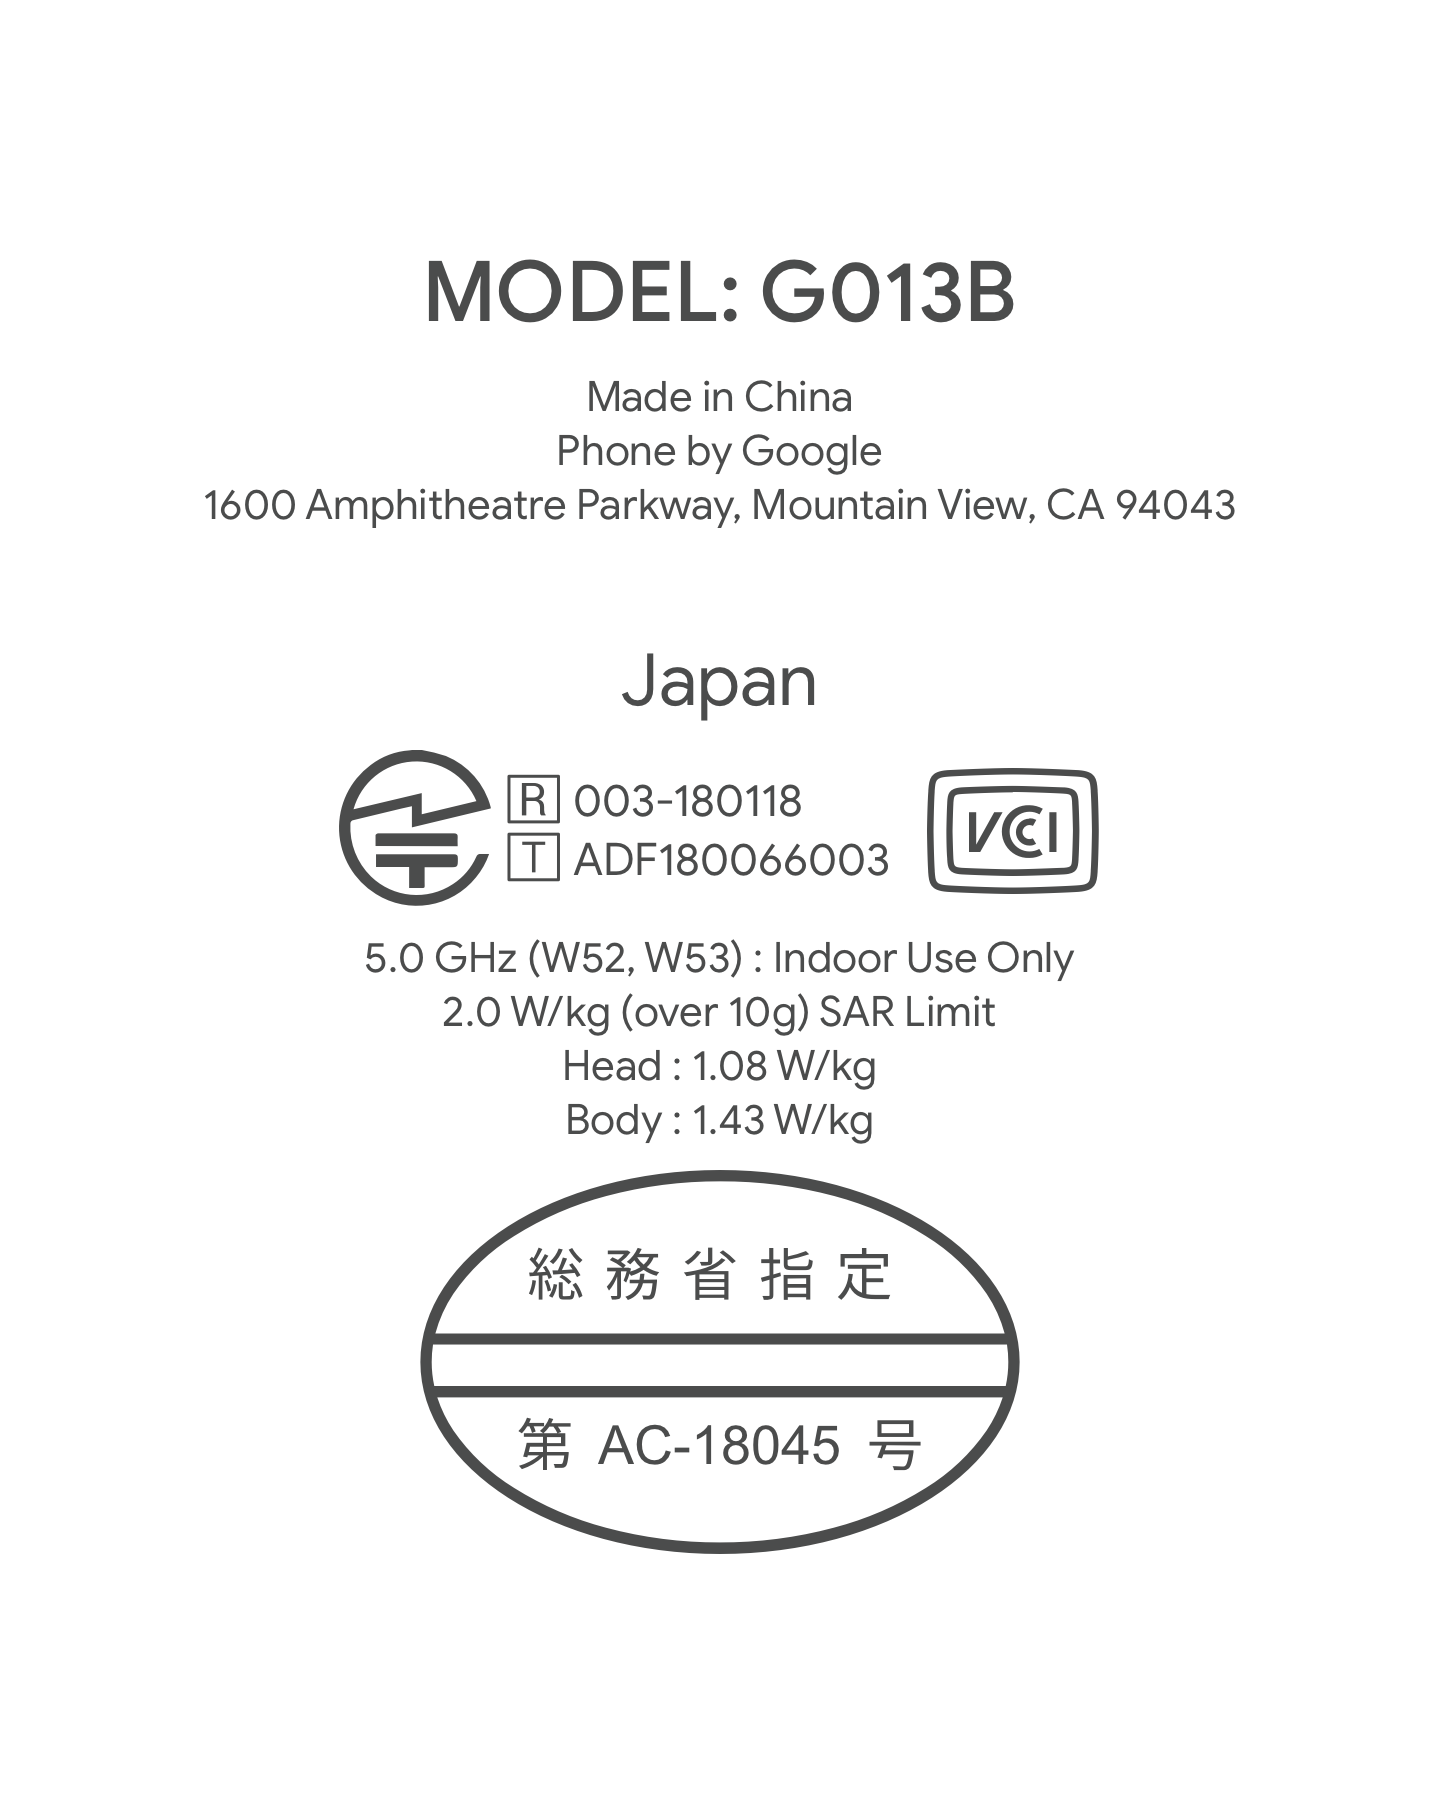 MODEL: G013B
Made in China
Phone by Google
1600 Amphitheatre Parkway, Mountain View, CA 94043
Japan
R 003-180118
T ADF180066003
VCCI
5.0 GHz (W52, W53) : Indoor Use Only
2.0 W/kg (over 10g) SAR Limit
Head : 1.08 W/kg
Body : 1.43 W/kg
総務省指定
第 AC-18045 号